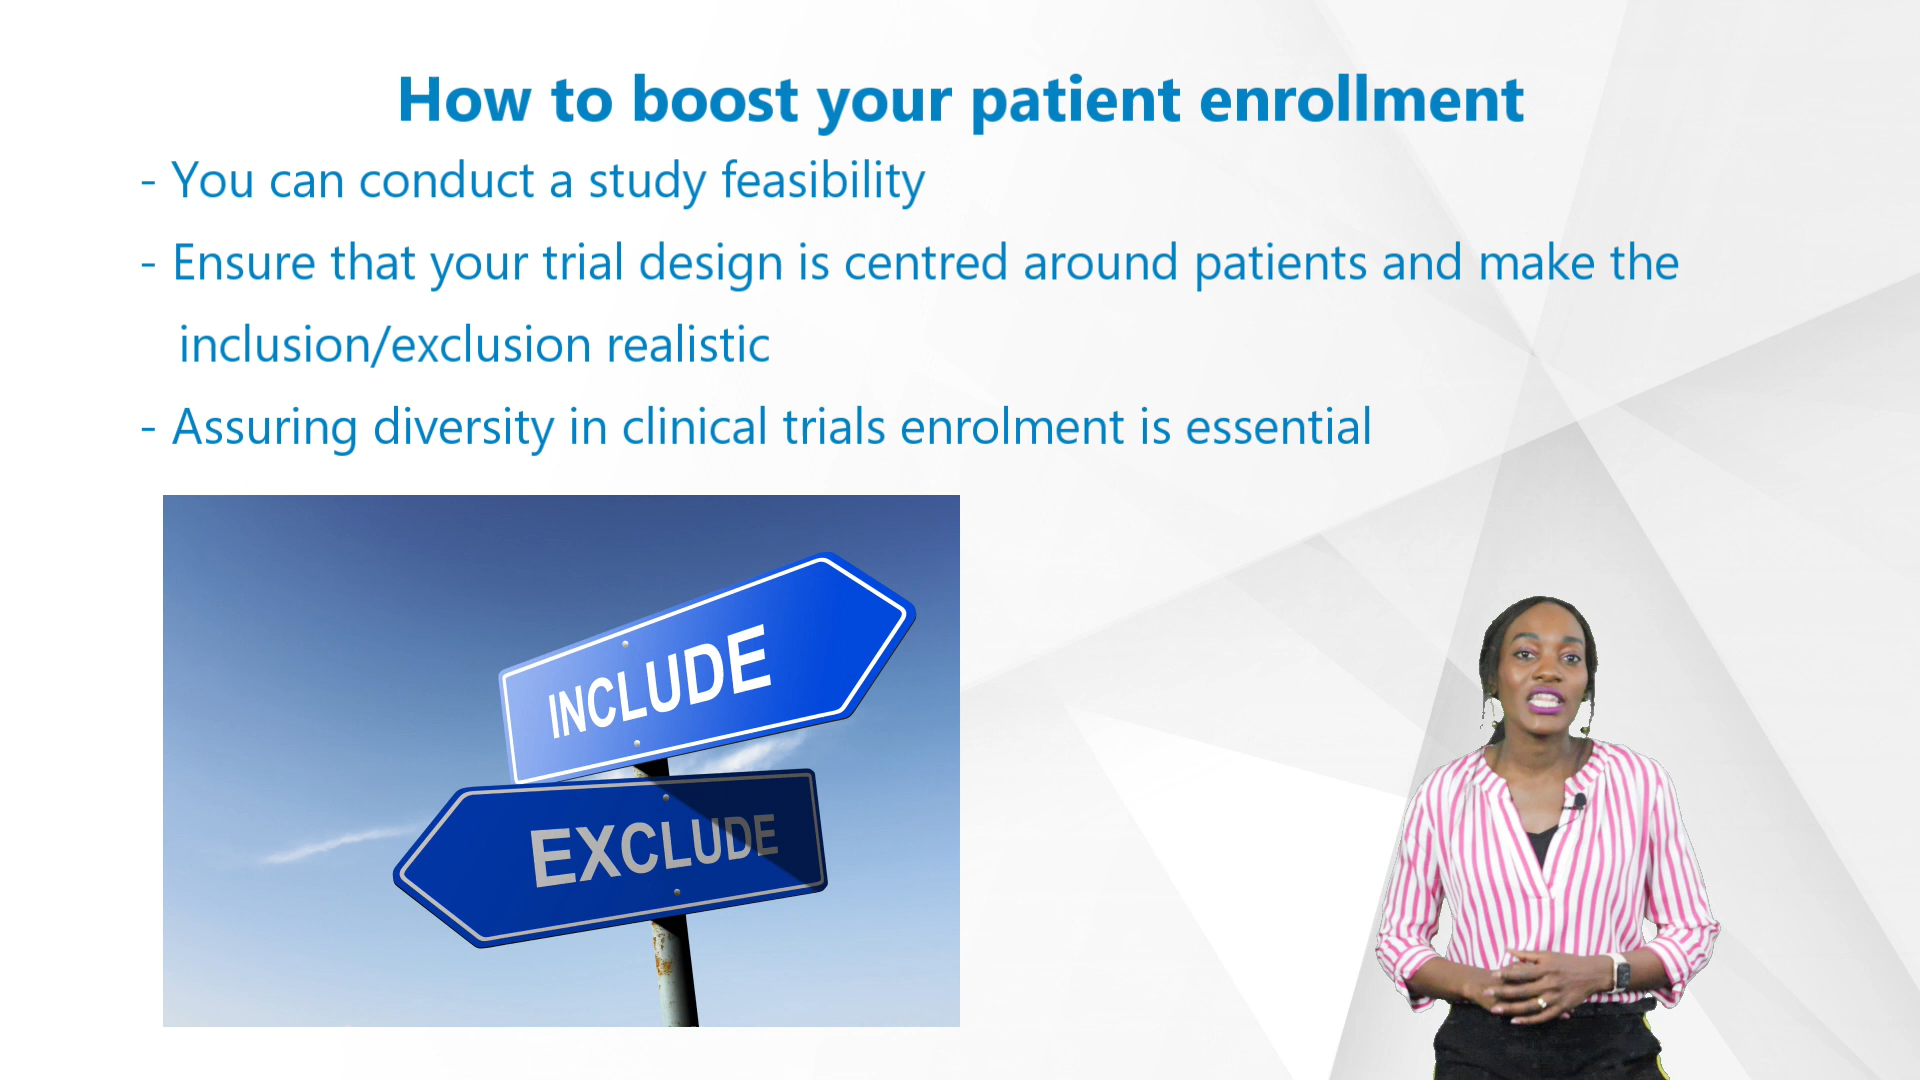 How to boost your patient enrollment
- You can conduct a study feasibility
- Ensure that your trial design is centred around patients and make the
inclusion/exclusion realistic
- Assuring diversity in clinical trials enrolment is essential
INCLUDE
EXCLUDE